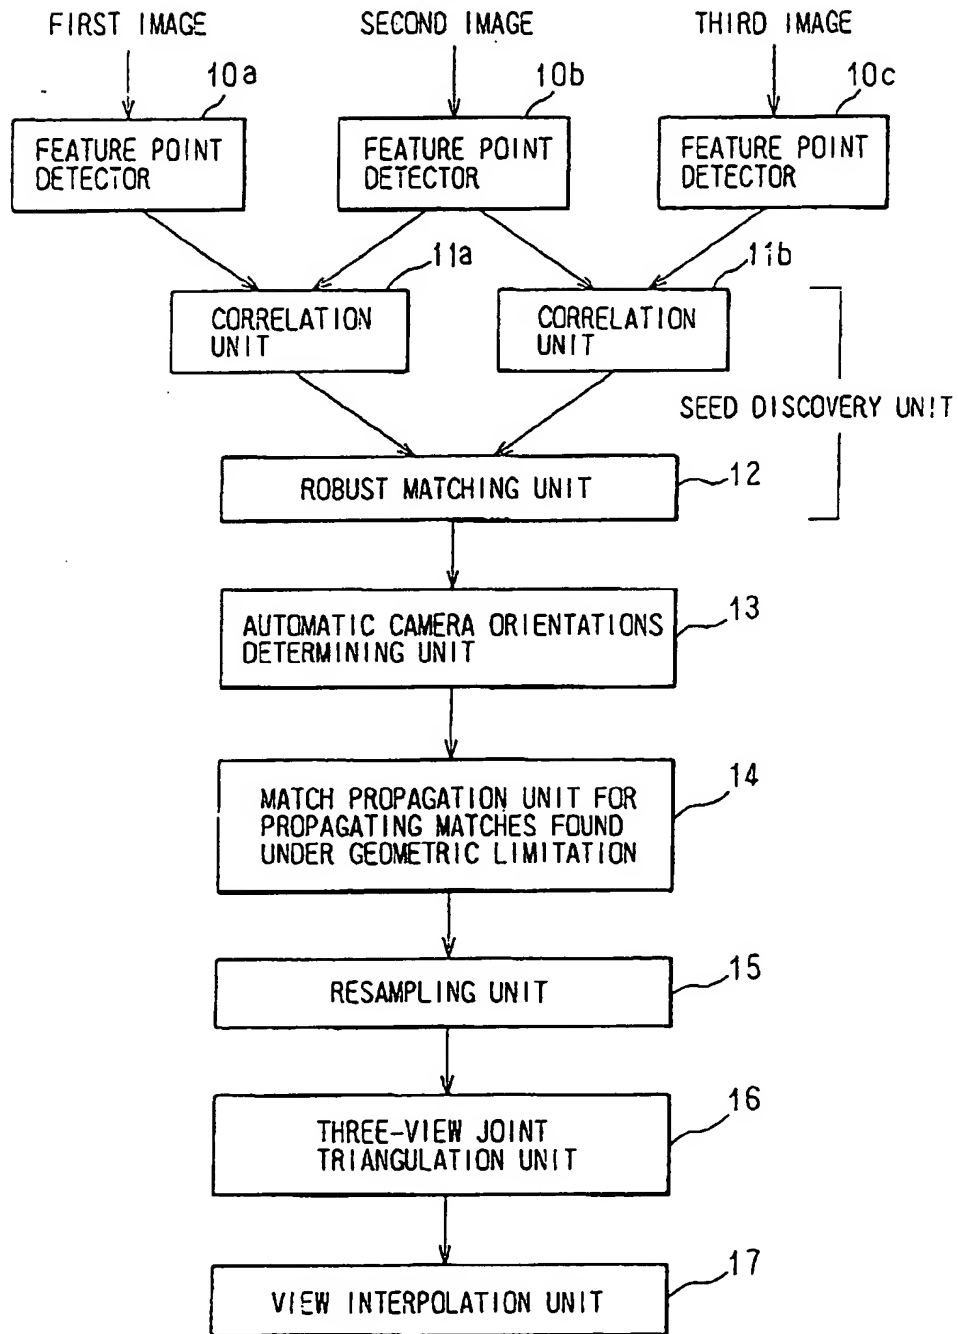 FIRST IMAGE
SECOND IMAGE
THIRD IMAGE
10a
10b
10c
FEATURE POINT
DETECTOR
FEATURE POINT
DETECTOR
FEATURE POINT
DETECTOR
11a
11b
CORRELATION
UNIT
CORRELATION
UNIT
SEED DISCOVERY UNIT
ROBUST MATCHING UNIT
12
AUTOMATIC CAMERA ORIENTATIONS
DETERMINING UNIT
13
MATCH PROPAGATION UNIT FOR
PROPAGATING MATCHES FOUND
UNDER GEOMETRIC LIMITATION
14
RESAMPLING UNIT
15
THREE-VIEW JOINT
TRIANGULATION UNIT
16
VIEW INTERPOLATION UNIT
17